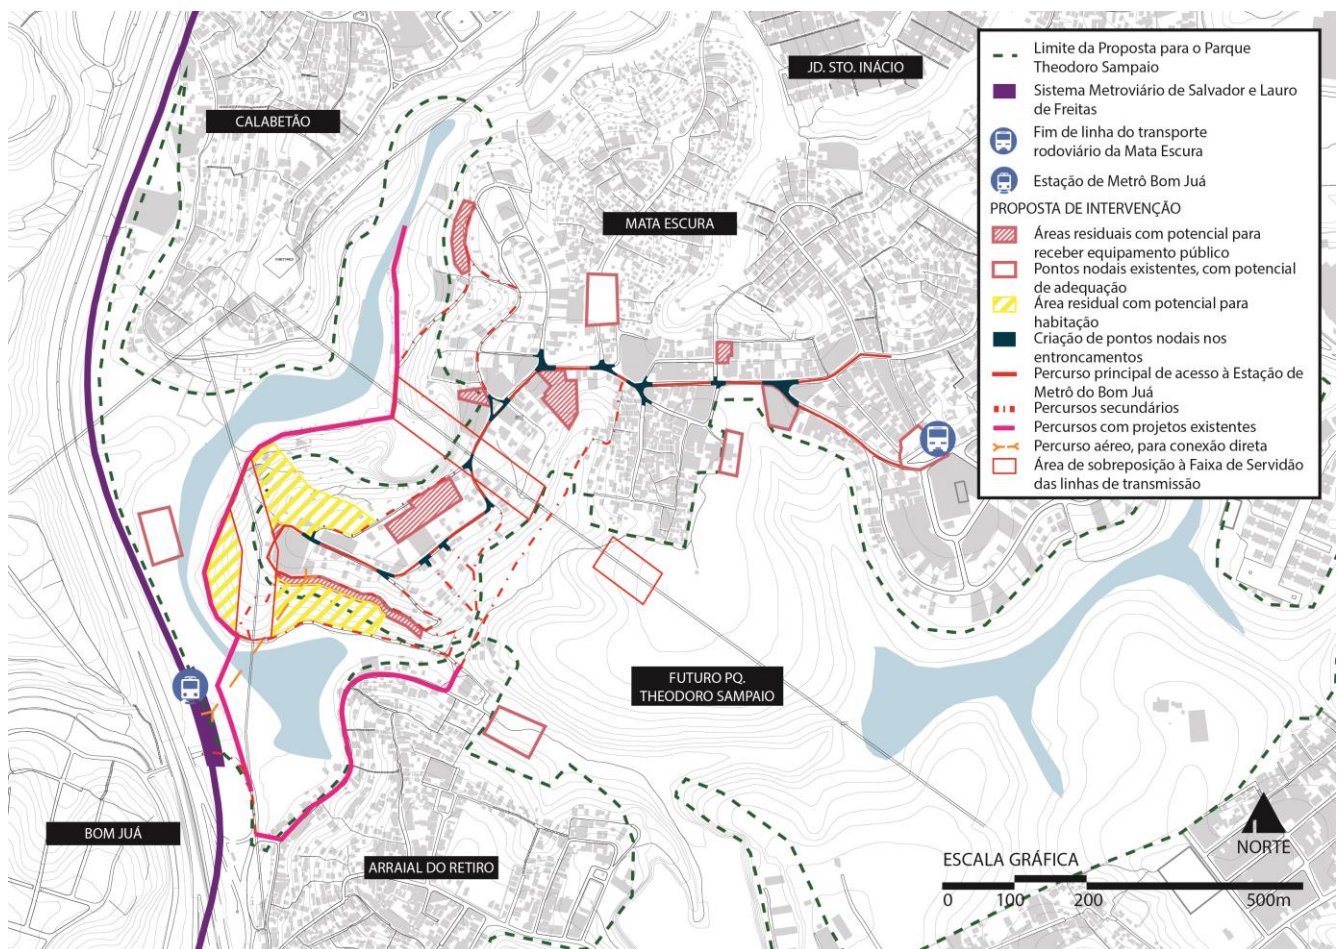 JD. STO. INÁCIO
CALABETÃO
MATA ESCURA
Limite da Proposta para o Parque
Theodoro Sampaio
Sistema Metroviário de Salvador e Lauro
de Freitas
Fim de linha do transporte
rodoviário da Mata Escura
Estação de Metrô Bom Juá
PROPOSTA DE INTERVENÇÃO
Áreas residuais com potencial para
receber equipamento público
Pontos nodais existentes, com potencial
de adequação
Área residual com potencial para
habitação
Criação de pontos nodais nos
entroncamentos
Percurso principal de acesso à Estação de
Metrô do Bom Juá
Percursos secundários
Percursos com projetos existentes
Percurso aéreo, para conexão direta
Área de sobreposição à Faixa de Servidão
das linhas de transmissão
FUTURO PQ.
THEODORO SAMPAIO
BOM JUÁ
ARRAIAL DO RETIRO
NORTE
ESCALA GRÁFICA
0 100 200 500m